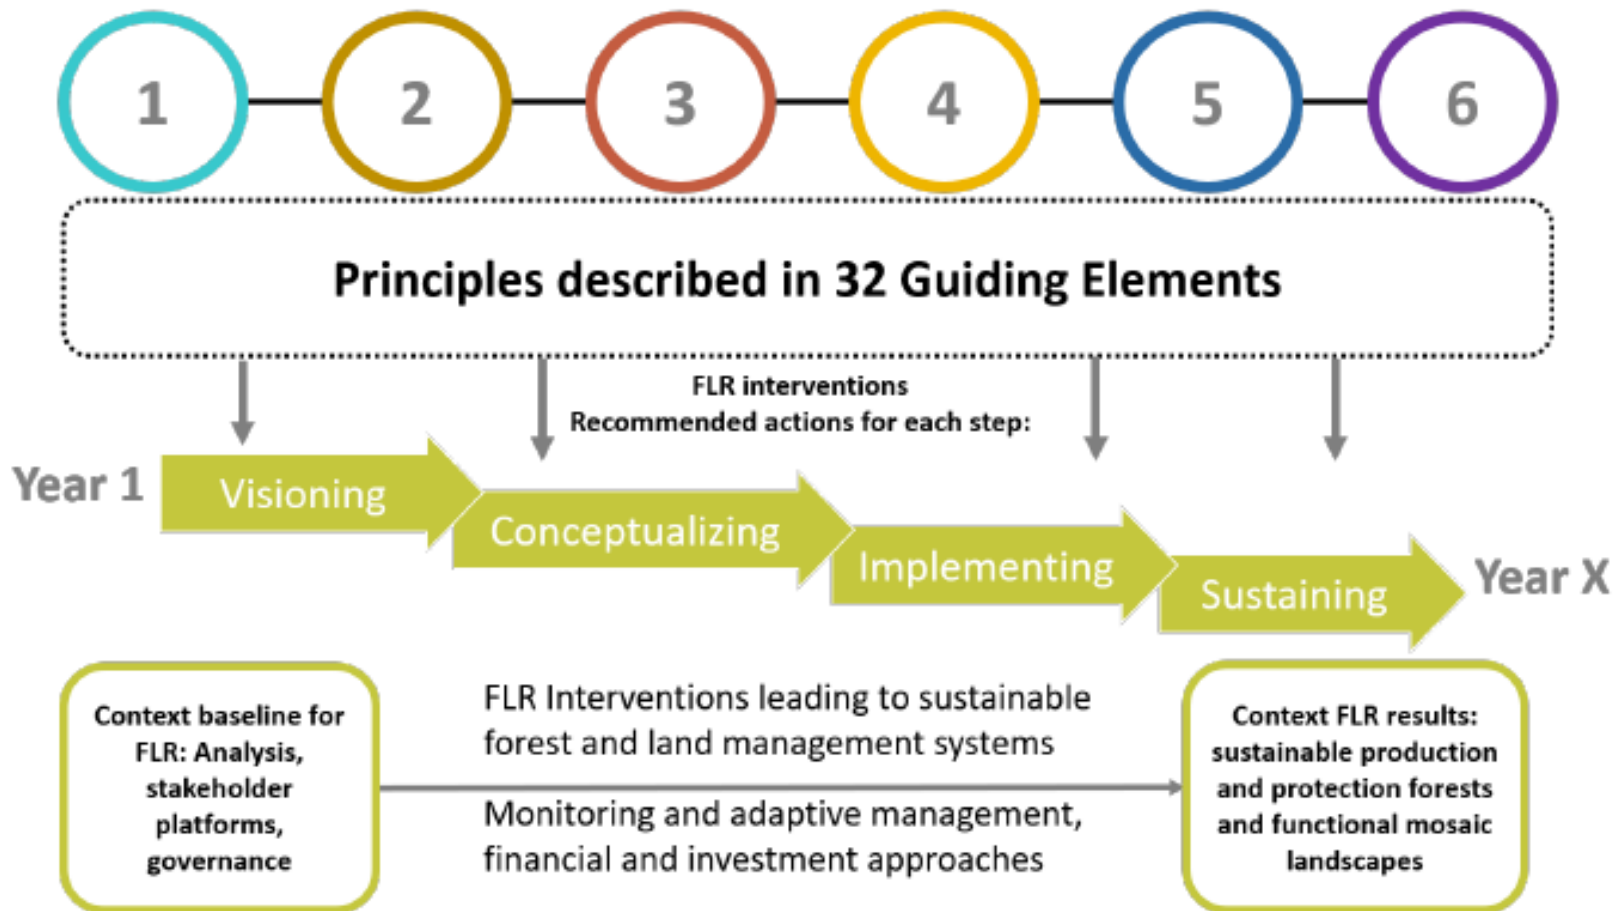 1
2
3
4
5
6
Principles described in 32 Guiding Elements
FLR interventions
Recommended actions for each step:
Year 1
Visioning
Conceptualizing
Implementing
Sustaining
Year X
Context baseline for
FLR: Analysis,
stakeholder
platforms,
governance
FLR Interventions leading to sustainable
forest and land management systems
Monitoring and adaptive management,
financial and investment approaches
Context FLR results:
sustainable production
and protection forests
and functional mosaic
landscapes